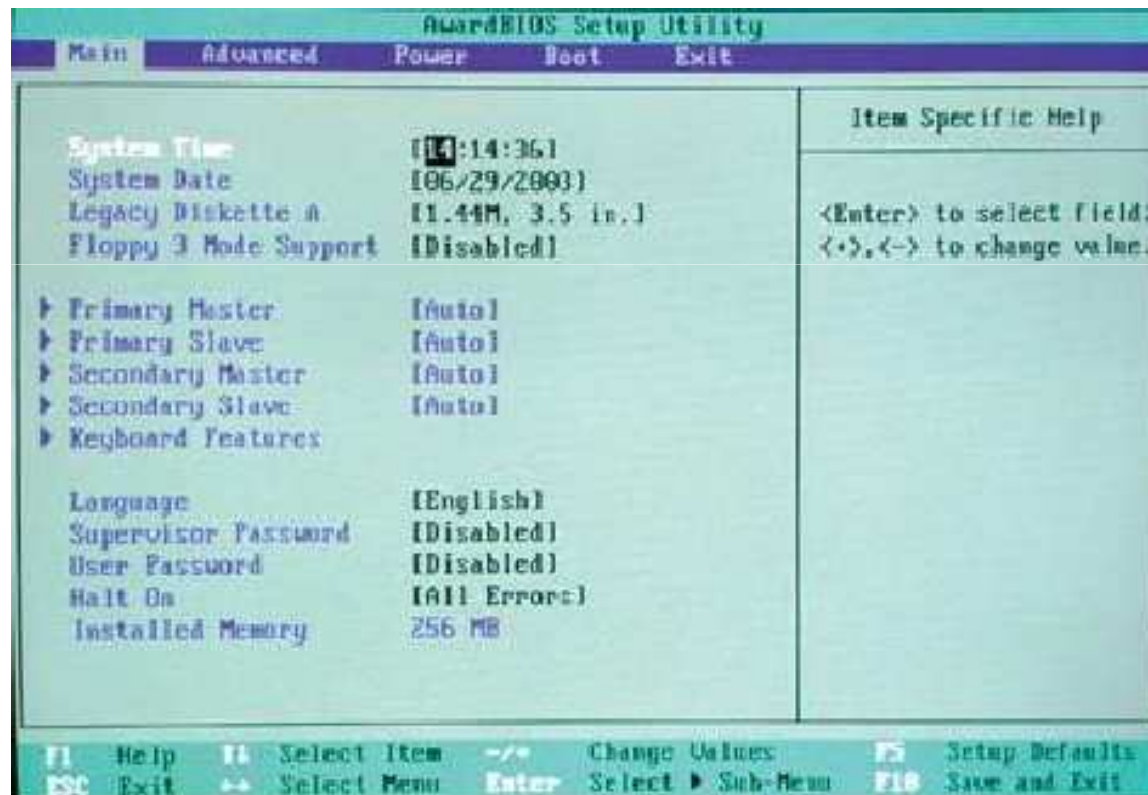 AwardBIOS Setup Utility
Main Advanced Power Boot Exit
Item Specific Help
System Time [14:14:36]
System Date [06/29/2003]
Legacy Diskette A [1.44M, 3.5 in.]
Floppy 3 Mode Support [Disabled]
<Enter> to select field;
<+>,<-> to change value.
Primary Master [Auto]
Primary Slave [Auto]
Secondary Master [Auto]
Secondary Slave [Auto]
Keyboard Features
Language [English]
Supervisor Password [Disabled]
User Password [Disabled]
Halt On [All Errors]
Installed Memory 256 MB
F1 Help ↑↓ Select Item -/+ Change Values F5 Setup Defaults
ESC Exit ←→ Select Menu Enter Select ▶ Sub-Menu F10 Save and Exit